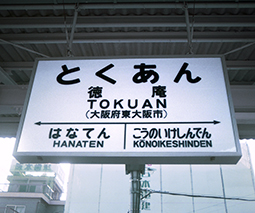 とくあん
徳庵
TOKUAN
(大阪府東大阪市)
はなてん こうのいけしんでん
HANATEN KŌNOIKESHINDEN